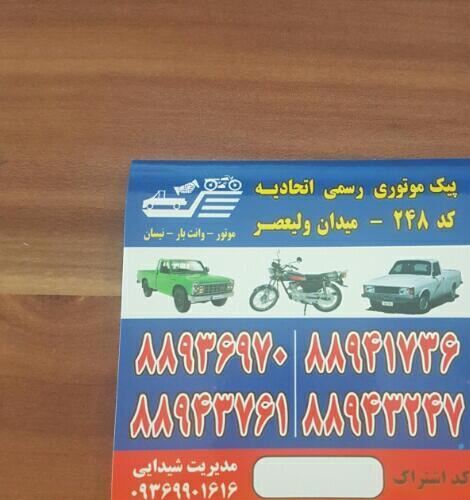 پیک موتوری رسمی اتحادیه
کد ۲۴۸ - میدان ولیعصر
موتور - وانت بار - نیسان
۸۸۹۳۶۹۷۰ ۸۸۹۴۱۷۳۶
۸۸۹۴۳۷۶۱ ۸۸۹۴۳۲۴۷
مدیریت شیدایی
۰۹۳۶۹۹۰۱۶۱۶
کد اشتراک